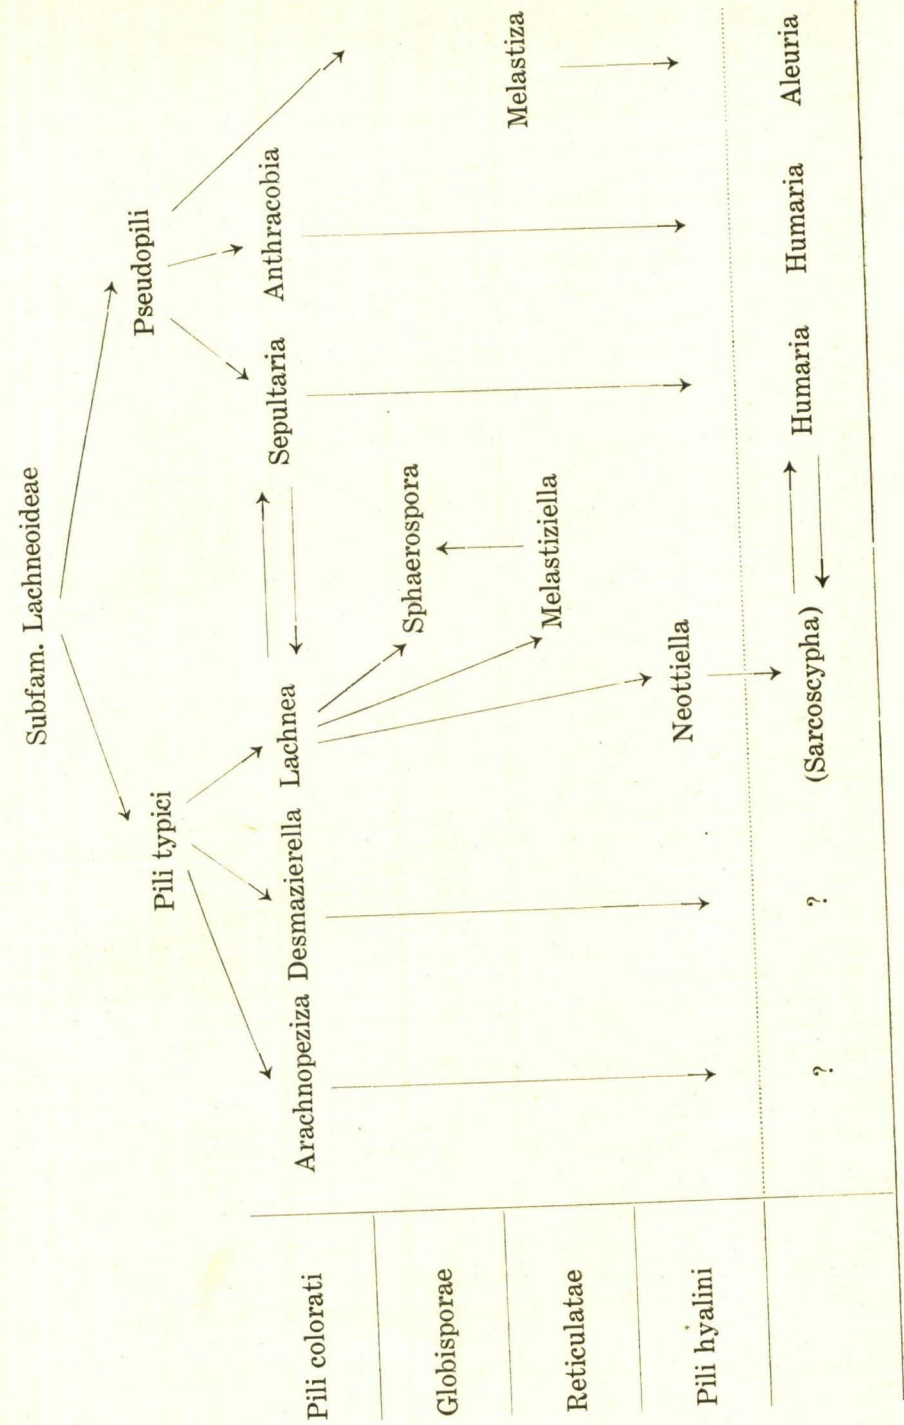 Subfam. Lachneoideae
Pili typici Pseudopili
Pili colorati Arachnopeziza Desmazierella Lachnea Sepultaria Anthracobia
Globisporae Sphaerospora
Reticulatae Melastiziella Melastiza
Pili hyalini Neottiella
? ? (Sarcoscypha) Humaria Humaria Aleuria